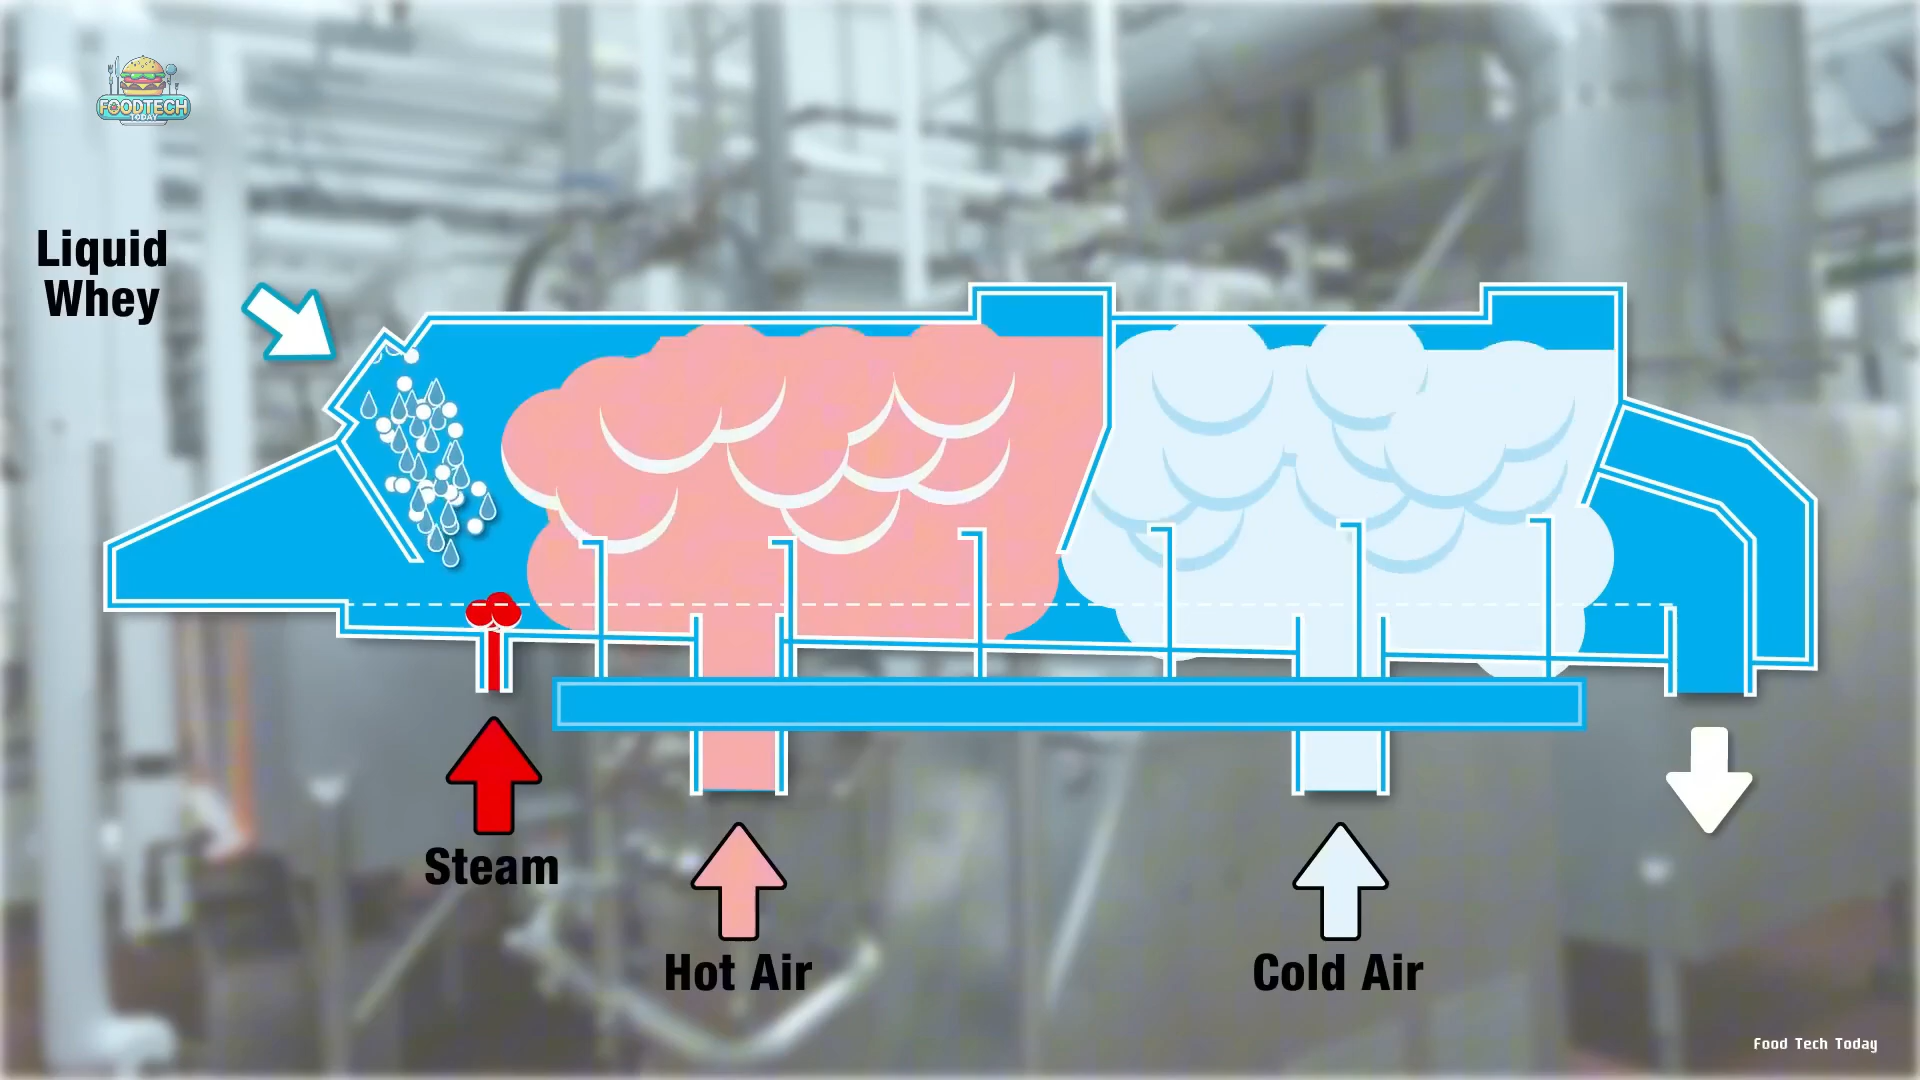 FOODTECH
TODAY
Liquid
Whey
Steam
Hot Air
Cold Air
Food Tech Today